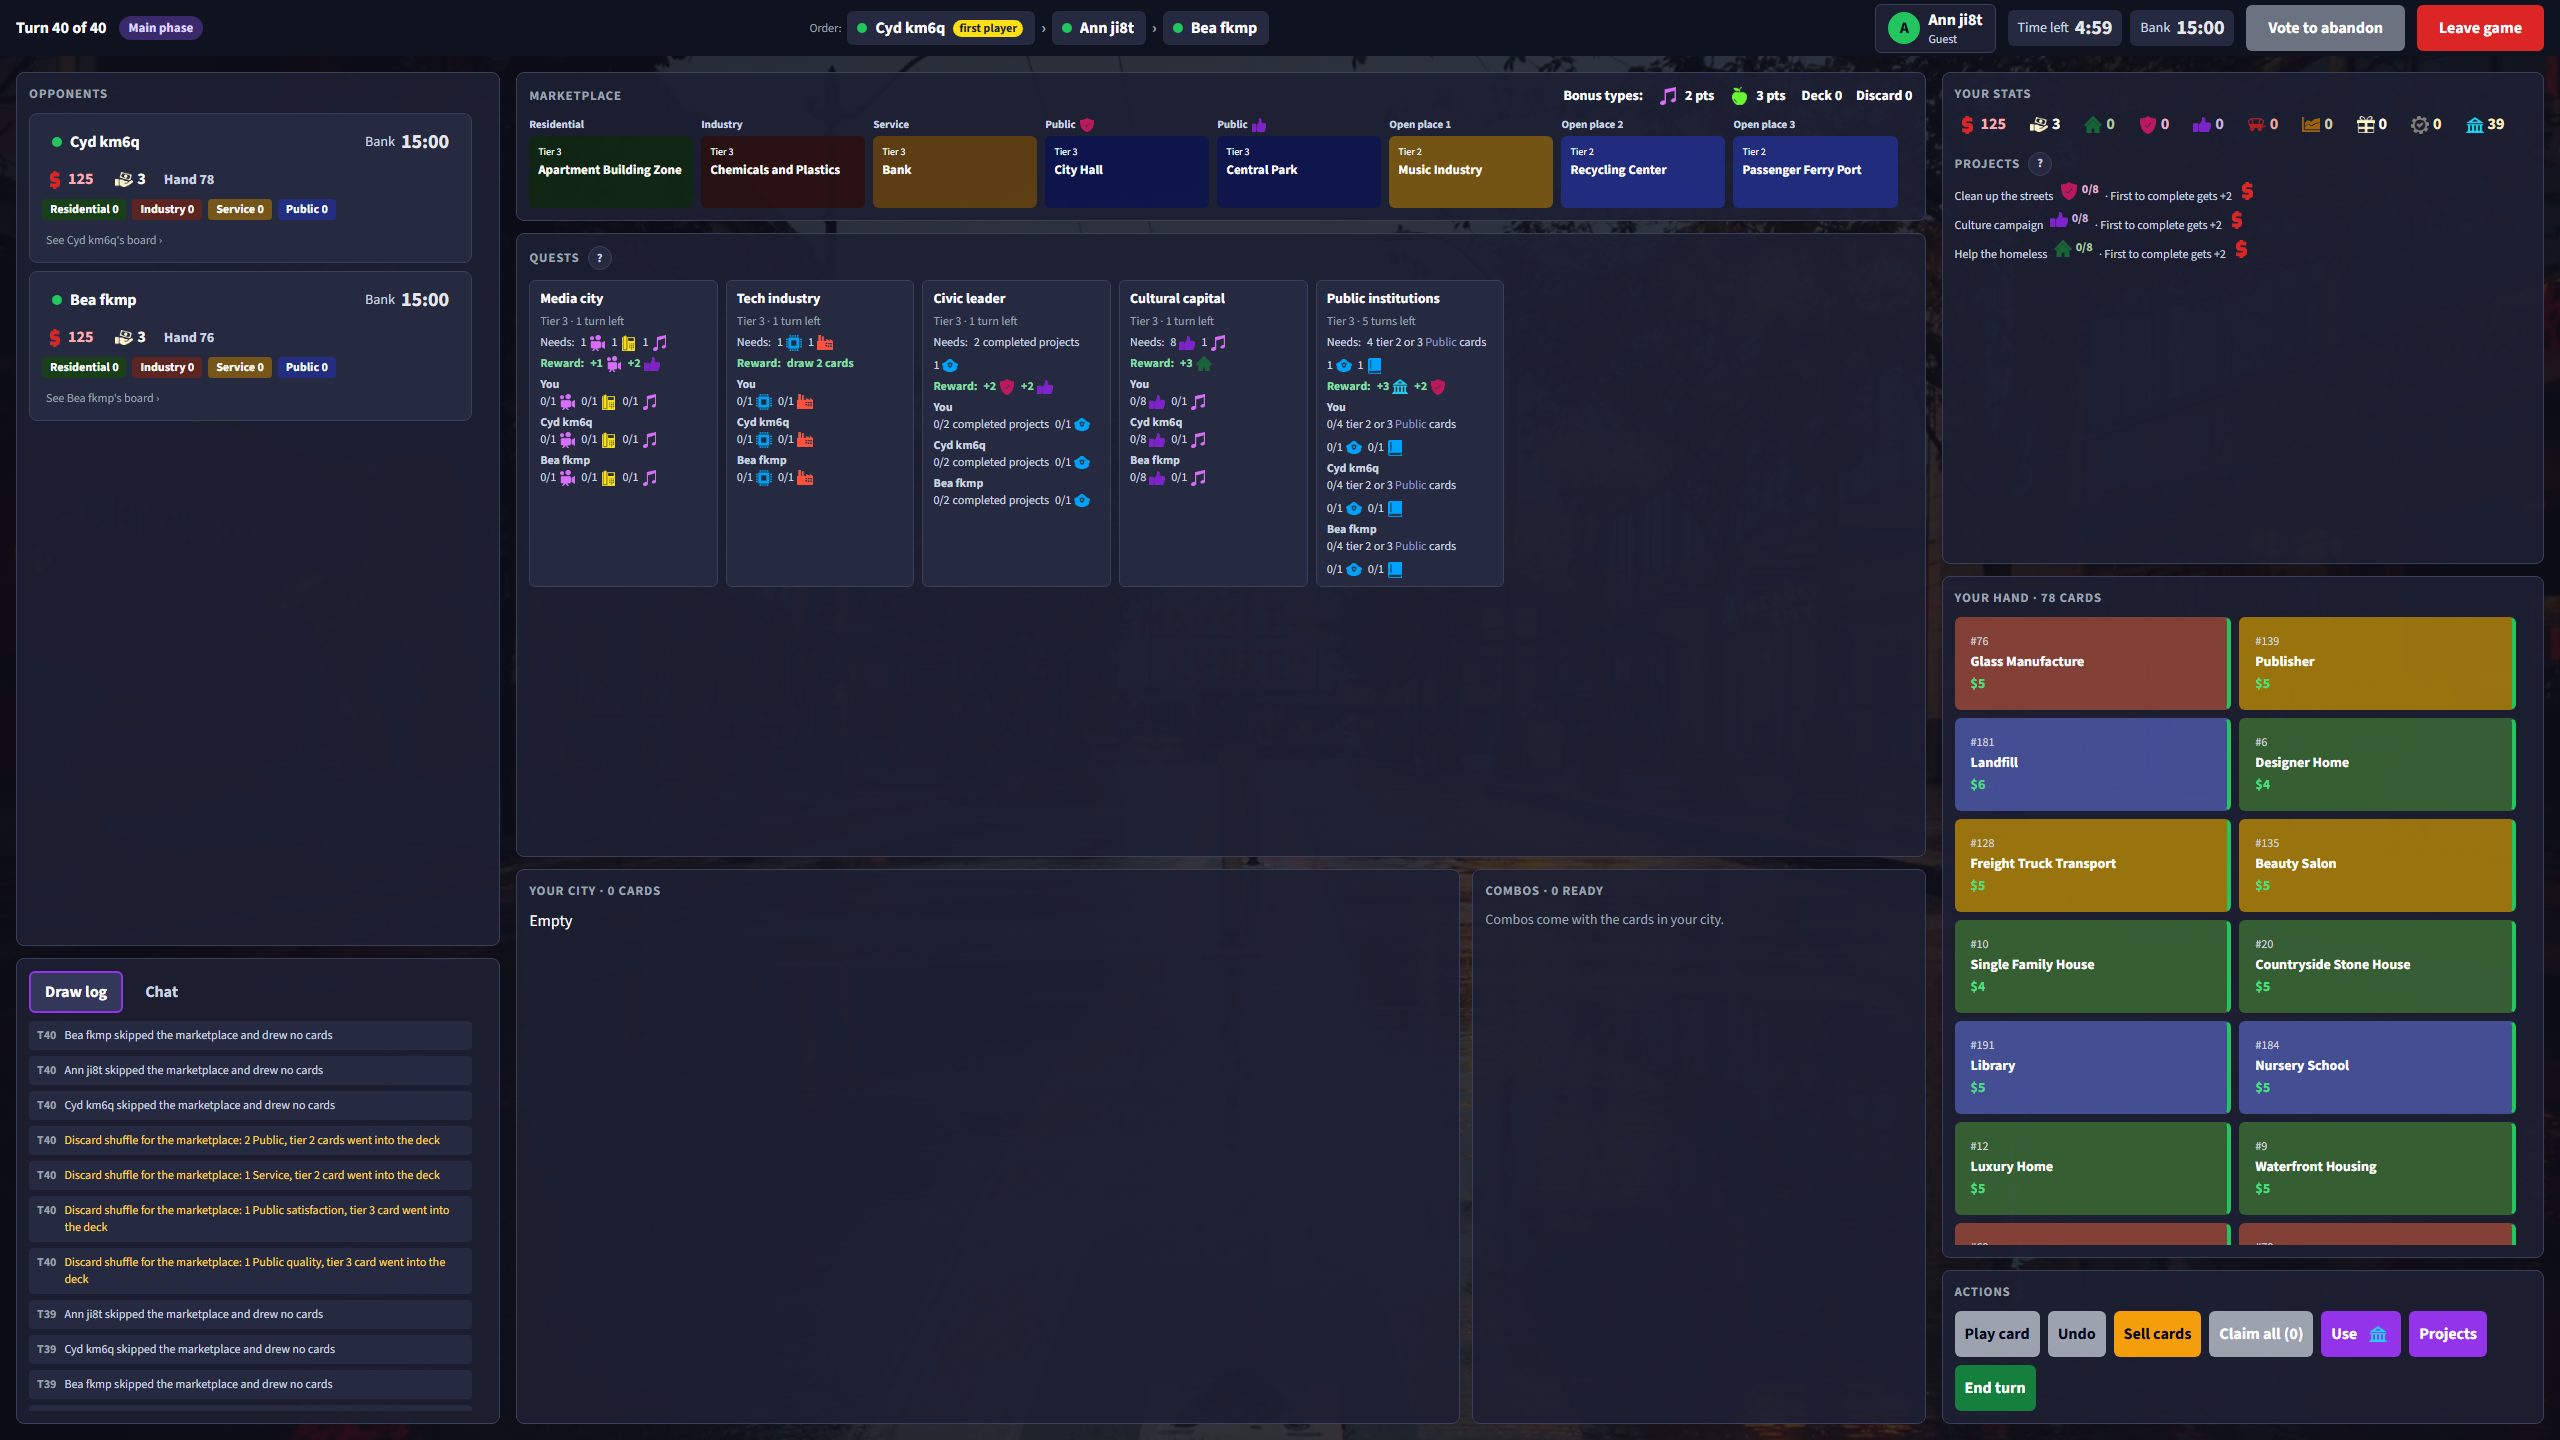 Turn 40 of 40 Main phase
Order: Cyd km6q first player › Ann ji8t › Bea fkmp
A Ann ji8t
Guest
Time left 4:59
Bank 15:00
Vote to abandon
Leave game
OPPONENTS
Cyd km6q Bank 15:00
125 3 Hand 78
Residential 0 Industry 0 Service 0 Public 0
See Cyd km6q's board ›
Bea fkmp Bank 15:00
125 3 Hand 76
Residential 0 Industry 0 Service 0 Public 0
See Bea fkmp's board ›
Draw log Chat
T40 Bea fkmp skipped the marketplace and drew no cards
T40 Ann ji8t skipped the marketplace and drew no cards
T40 Cyd km6q skipped the marketplace and drew no cards
T40 Discard shuffle for the marketplace: 2 Public, tier 2 cards went into the deck
T40 Discard shuffle for the marketplace: 1 Service, tier 2 card went into the deck
T40 Discard shuffle for the marketplace: 1 Public satisfaction, tier 3 card went into
the deck
T40 Discard shuffle for the marketplace: 1 Public quality, tier 3 card went into the
deck
T39 Ann ji8t skipped the marketplace and drew no cards
T39 Cyd km6q skipped the marketplace and drew no cards
T39 Bea fkmp skipped the marketplace and drew no cards
MARKETPLACE
Bonus types: 2 pts 3 pts Deck 0 Discard 0
Residential
Tier 3
Apartment Building Zone
Industry
Tier 3
Chemicals and Plastics
Service
Tier 3
Bank
Public
Tier 3
City Hall
Public
Tier 3
Central Park
Open place 1
Tier 2
Music Industry
Open place 2
Tier 2
Recycling Center
Open place 3
Tier 2
Passenger Ferry Port
QUESTS ?
Media city
Tier 3 · 1 turn left
Needs: 1 1 1
Reward: +1 +2
You
0/1 0/1 0/1
Cyd km6q
0/1 0/1 0/1
Bea fkmp
0/1 0/1 0/1
Tech industry
Tier 3 · 1 turn left
Needs: 1 1
Reward: draw 2 cards
You
0/1 0/1
Cyd km6q
0/1 0/1
Bea fkmp
0/1 0/1
Civic leader
Tier 3 · 1 turn left
Needs: 2 completed projects
1
Reward: +2 +2
You
0/2 completed projects 0/1
Cyd km6q
0/2 completed projects 0/1
Bea fkmp
0/2 completed projects 0/1
Cultural capital
Tier 3 · 1 turn left
Needs: 8 1
Reward: +3
You
0/8 0/1
Cyd km6q
0/8 0/1
Bea fkmp
0/8 0/1
Public institutions
Tier 3 · 5 turns left
Needs: 4 tier 2 or 3 Public cards
1 1
Reward: +3 +2
You
0/4 tier 2 or 3 Public cards
0/1 0/1
Cyd km6q
0/4 tier 2 or 3 Public cards
0/1 0/1
Bea fkmp
0/4 tier 2 or 3 Public cards
0/1 0/1
YOUR CITY · 0 CARDS
Empty
COMBOS · 0 READY
Combos come with the cards in your city.
YOUR STATS
125 3 0 0 0 0 0 0 0 39
PROJECTS ?
Clean up the streets 0/8 · First to complete gets +2
Culture campaign 0/8 · First to complete gets +2
Help the homeless 0/8 · First to complete gets +2
YOUR HAND · 78 CARDS
#76
Glass Manufacture
$5
#139
Publisher
$5
#181
Landfill
$6
#6
Designer Home
$4
#128
Freight Truck Transport
$5
#135
Beauty Salon
$5
#10
Single Family House
$4
#20
Countryside Stone House
$5
#191
Library
$5
#184
Nursery School
$5
#12
Luxury Home
$5
#9
Waterfront Housing
$5
ACTIONS
Play card Undo Sell cards Claim all (0) Use Projects
End turn